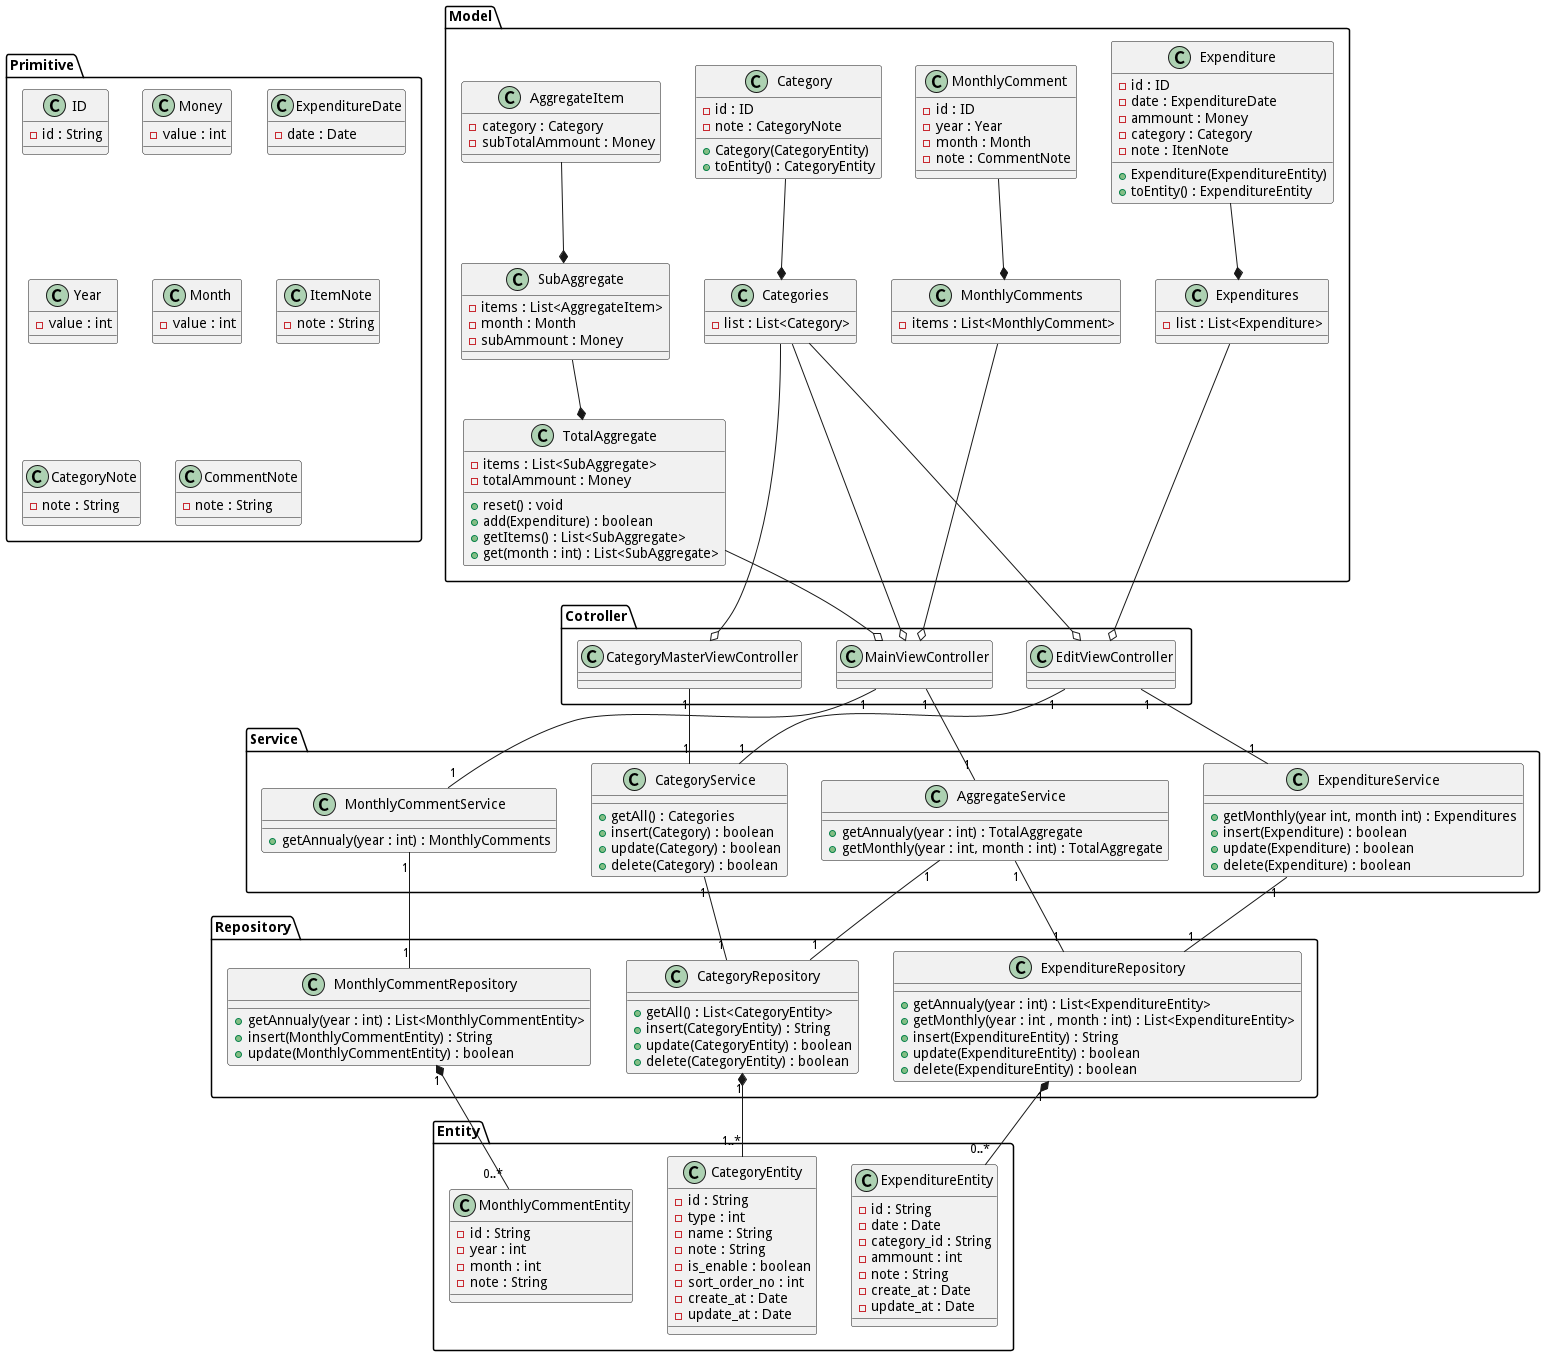 Primitive
C ID
id : String
C Money
value : int
C ExpenditureDate
date : Date
C Year
value : int
C Month
value : int
C ItemNote
note : String
C CategoryNote
note : String
C CommentNote
note : String
Model
C AggregateItem
category : Category
subTotalAmmount : Money
C Category
id : ID
note : CategoryNote
Category(CategoryEntity)
toEntity() : CategoryEntity
C MonthlyComment
id : ID
year : Year
month : Month
note : CommentNote
C Expenditure
id : ID
date : ExpenditureDate
ammount : Money
category : Category
note : ItenNote
Expenditure(ExpenditureEntity)
toEntity() : ExpenditureEntity
C SubAggregate
items : List<AggregateItem>
month : Month
subAmmount : Money
C Categories
list : List<Category>
C MonthlyComments
items : List<MonthlyComment>
C Expenditures
list : List<Expenditure>
C TotalAggregate
items : List<SubAggregate>
totalAmmount : Money
reset() : void
add(Expenditure) : boolean
getItems() : List<SubAggregate>
get(month : int) : List<SubAggregate>
Cotroller
C CategoryMasterViewController
C MainViewController
C EditViewController
1 1 1 1 1
Service
1 1 1 1 1
C MonthlyCommentService
getAnnualy(year : int) : MonthlyComments
C CategoryService
getAll() : Categories
insert(Category) : boolean
update(Category) : boolean
delete(Category) : boolean
C AggregateService
getAnnualy(year : int) : TotalAggregate
getMonthly(year : int, month : int) : TotalAggregate
C ExpenditureService
getMonthly(year int, month int) : Expenditures
insert(Expenditure) : boolean
update(Expenditure) : boolean
delete(Expenditure) : boolean
1 1 1 1 1
Repository
1 1 1 1 1
C MonthlyCommentRepository
getAnnualy(year : int) : List<MonthlyCommentEntity>
insert(MonthlyCommentEntity) : String
update(MonthlyCommentEntity) : boolean
C CategoryRepository
getAll() : List<CategoryEntity>
insert(CategoryEntity) : String
update(CategoryEntity) : boolean
delete(CategoryEntity) : boolean
C ExpenditureRepository
getAnnualy(year : int) : List<ExpenditureEntity>
getMonthly(year : int , month : int) : List<ExpenditureEntity>
insert(ExpenditureEntity) : String
update(ExpenditureEntity) : boolean
delete(ExpenditureEntity) : boolean
1 1 1
Entity
0..* 1..* 0..*
C MonthlyCommentEntity
id : String
year : int
month : int
note : String
C CategoryEntity
id : String
type : int
name : String
note : String
is_enable : boolean
sort_order_no : int
create_at : Date
update_at : Date
C ExpenditureEntity
id : String
date : Date
category_id : String
ammount : int
note : String
create_at : Date
update_at : Date